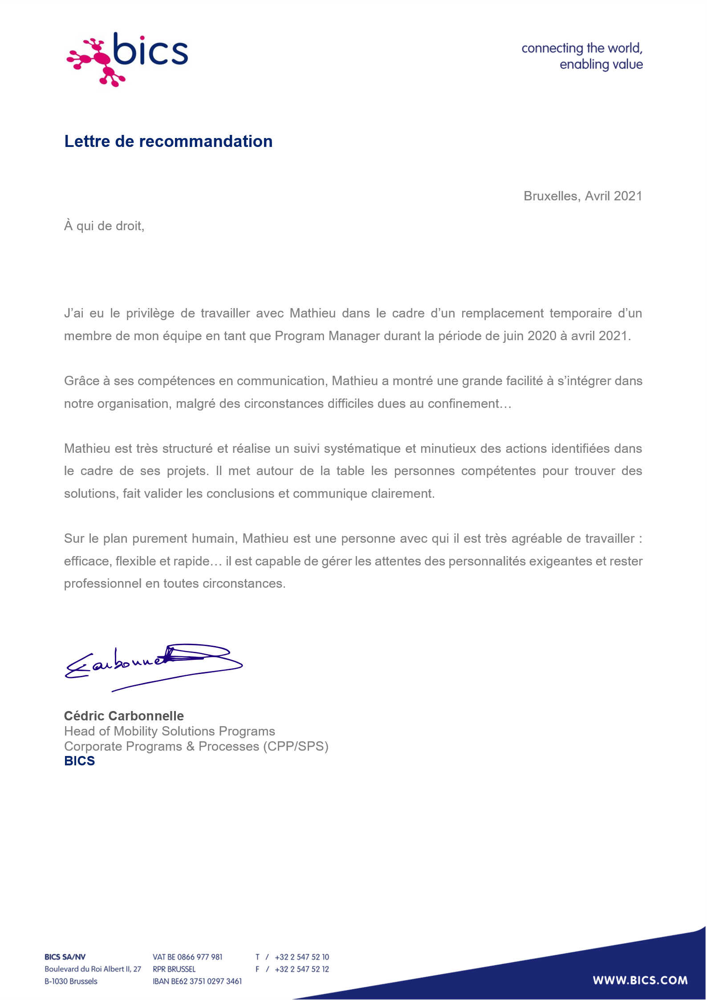 bics
connecting the world,
enabling value
Lettre de recommandation
Bruxelles, Avril 2021
À qui de droit,
J’ai eu le privilège de travailler avec Mathieu dans le cadre d’un remplacement temporaire d’un
membre de mon équipe en tant que Program Manager durant la période de juin 2020 à avril 2021.
Grâce à ses compétences en communication, Mathieu a montré une grande facilité à s’intégrer dans
notre organisation, malgré des circonstances difficiles dues au confinement…
Mathieu est très structuré et réalise un suivi systématique et minutieux des actions identifiées dans
le cadre de ses projets. Il met autour de la table les personnes compétentes pour trouver des
solutions, fait valider les conclusions et communique clairement.
Sur le plan purement humain, Mathieu est une personne avec qui il est très agréable de travailler :
efficace, flexible et rapide… il est capable de gérer les attentes des personnalités exigeantes et rester
professionnel en toutes circonstances.
Cédric Carbonnelle
Head of Mobility Solutions Programs
Corporate Programs & Processes (CPP/SPS)
BICS
BICS SA/NV VAT BE 0866 977 981 T / +32 2 547 52 10
Boulevard du Roi Albert II, 27 RPR BRUSSEL F / +32 2 547 52 12
B-1030 Brussels IBAN BE62 3751 0297 3461
WWW.BICS.COM